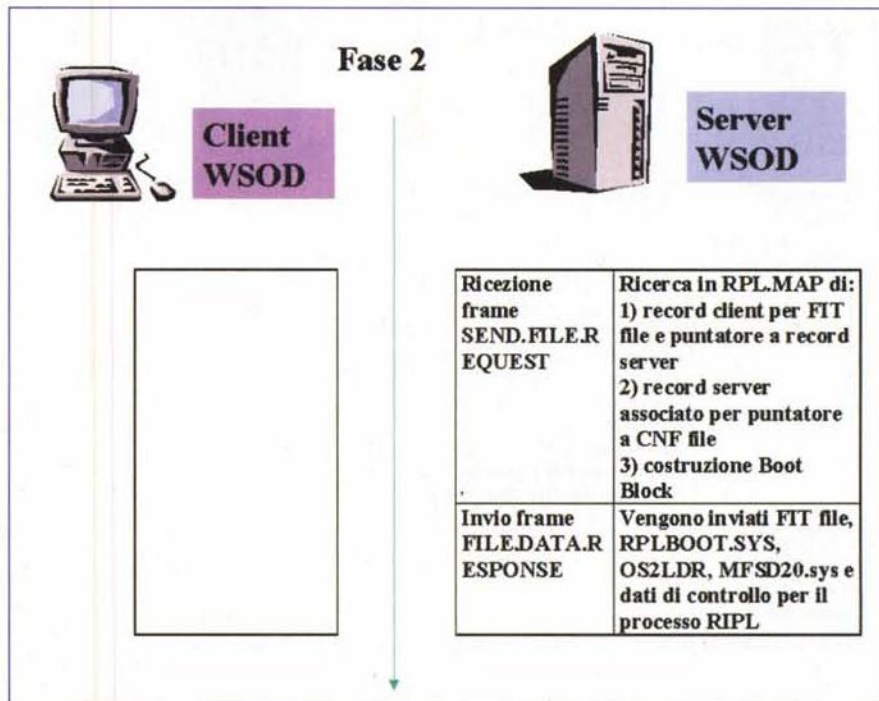 Fase 2
Client
WSOD
Server
WSOD
Ricezione
frame
SEND.FILE.R
EQUEST
Ricerca in RPL.MAP di:
1) record client per FIT
file e puntatore a record
server
2) record server
associato per puntatore
a CNF file
3) costruzione Boot
Block
Invio frame
FILE.DATA.R
ESPONSE
Vengono inviati FIT file,
RPLBOOT.SYS,
OS2LDR, MFSD20.sys e
dati di controllo per il
processo RIPL